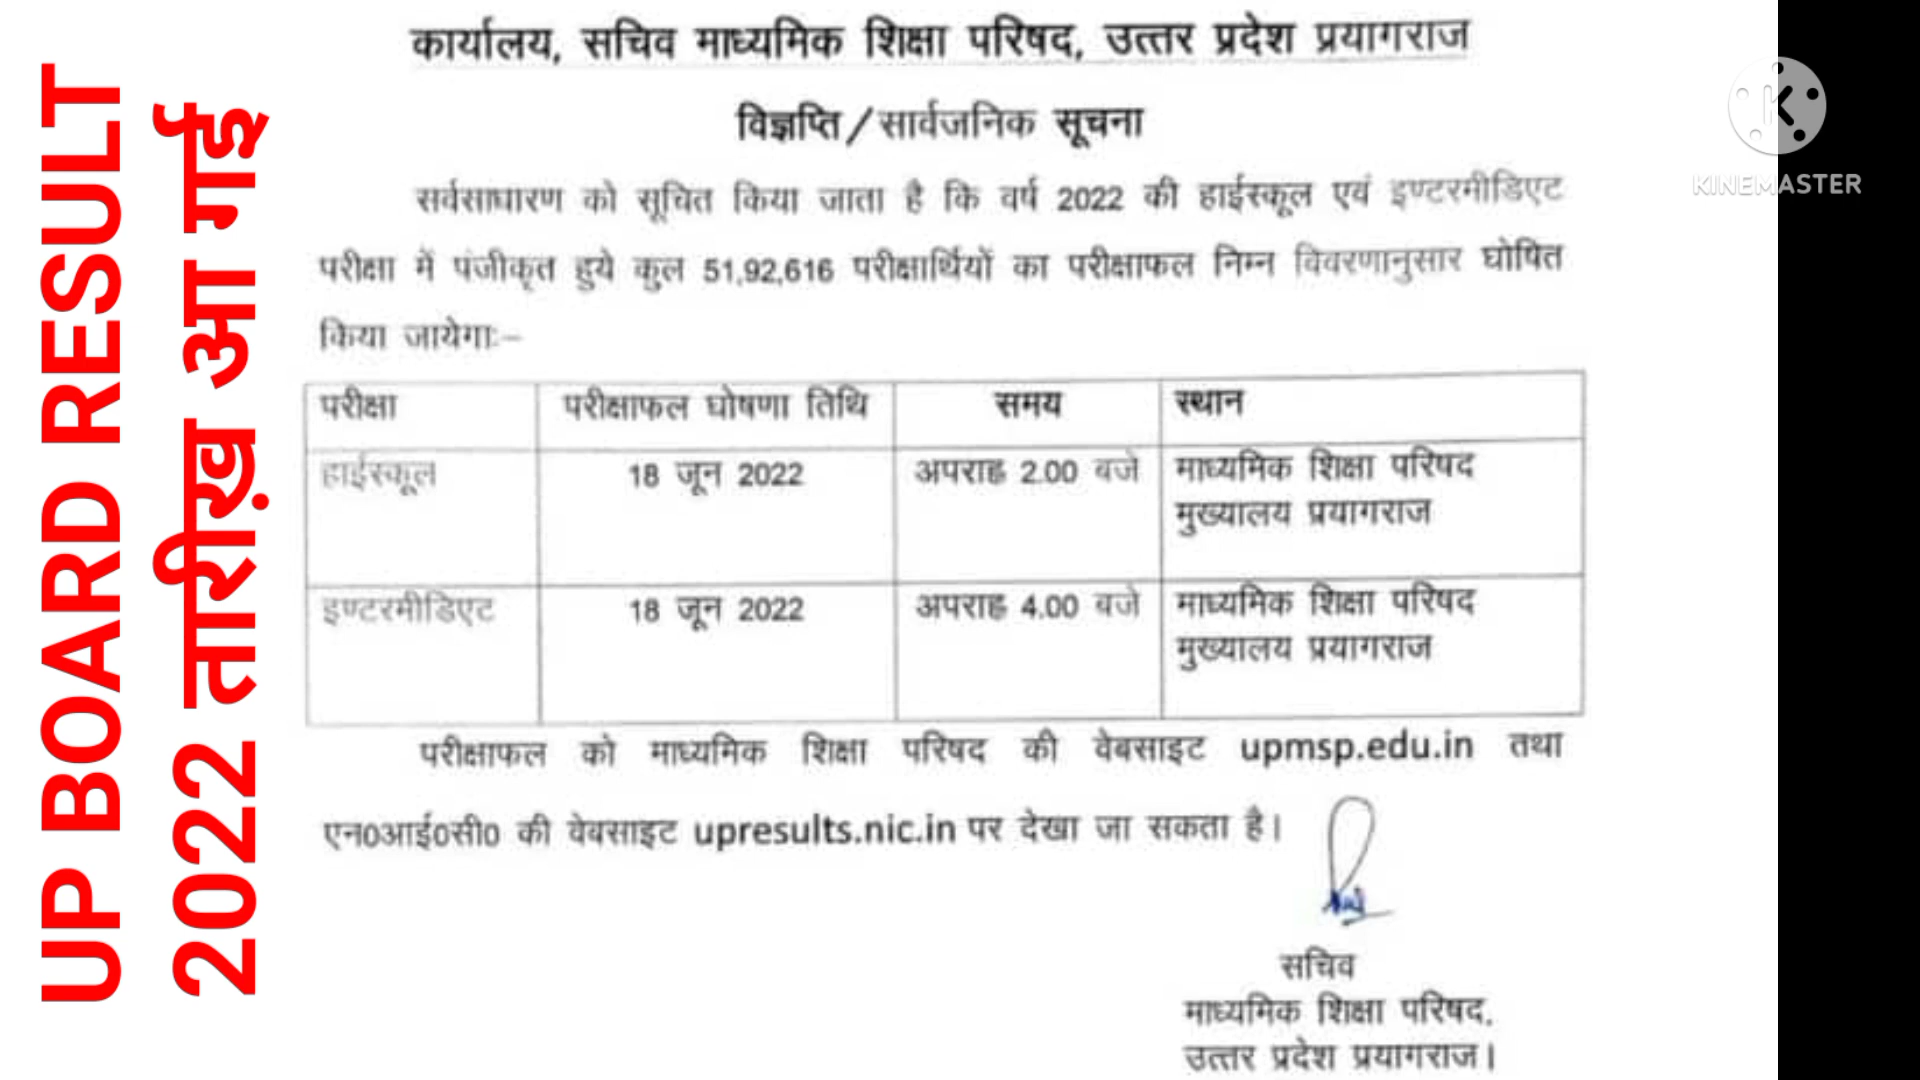 UP BOARD RESULT
2022 तारीख़ आ गई
कार्यालय, सचिव माध्यमिक शिक्षा परिषद, उत्तर प्रदेश प्रयागराज
विज्ञप्ति/सार्वजनिक सूचना
सर्वसाधारण को सूचित किया जाता है कि वर्ष 2022 की हाईस्कूल एवं इण्टरमीडिएट
परीक्षा में पंजीकृत हुये कुल 51,92,616 परीक्षार्थियों का परीक्षाफल निम्न विवरणानुसार घोषित
किया जायेगाः-
परीक्षा परीक्षाफल घोषणा तिथि समय स्थान
हाईस्कूल 18 जून 2022 अपराह्न 2.00 बजे माध्यमिक शिक्षा परिषद
मुख्यालय प्रयागराज
इण्टरमीडिएट 18 जून 2022 अपराह्न 4.00 बजे माध्यमिक शिक्षा परिषद
मुख्यालय प्रयागराज
परीक्षाफल को माध्यमिक शिक्षा परिषद की वेबसाइट upmsp.edu.in तथा
एन0आई0सी0 की वेबसाइट upresults.nic.in पर देखा जा सकता है।
सचिव
माध्यमिक शिक्षा परिषद,
उत्तर प्रदेश प्रयागराज।
KINEMASTER